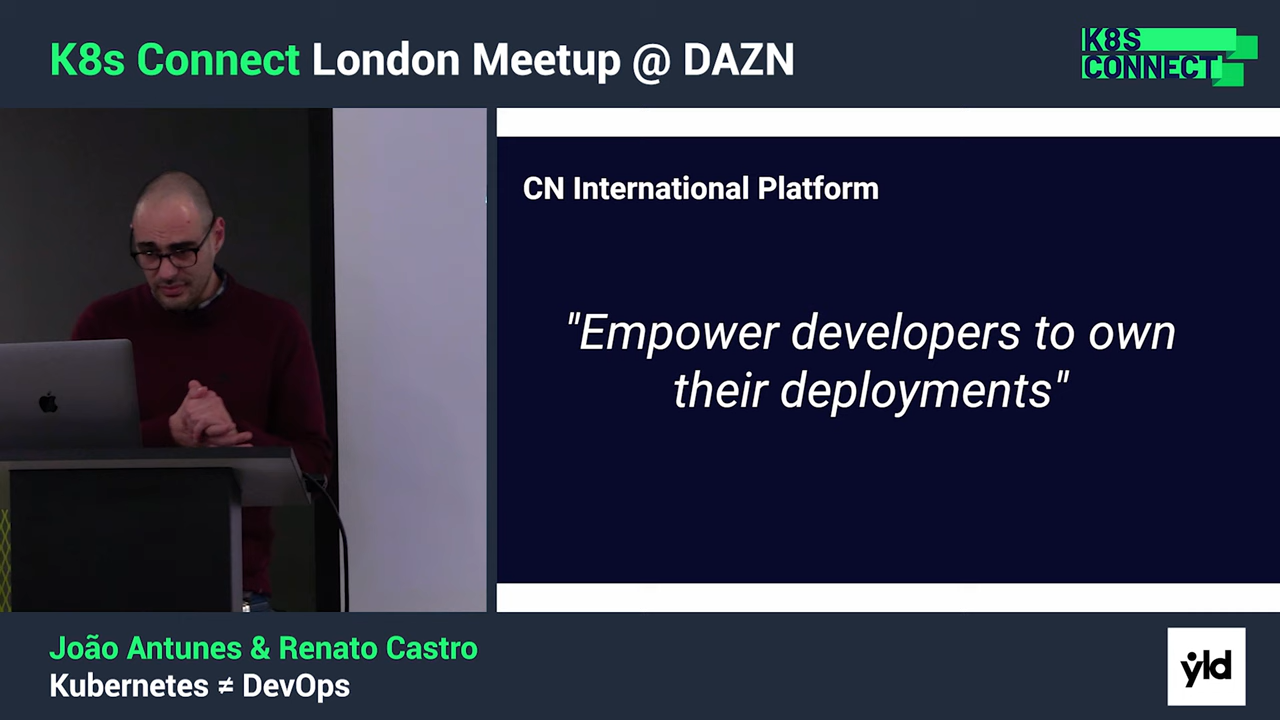 K8s Connect London Meetup @ DAZN
K8S
CONNECT
CN International Platform
"Empower developers to own
their deployments"
João Antunes & Renato Castro
Kubernetes ≠ DevOps
yld